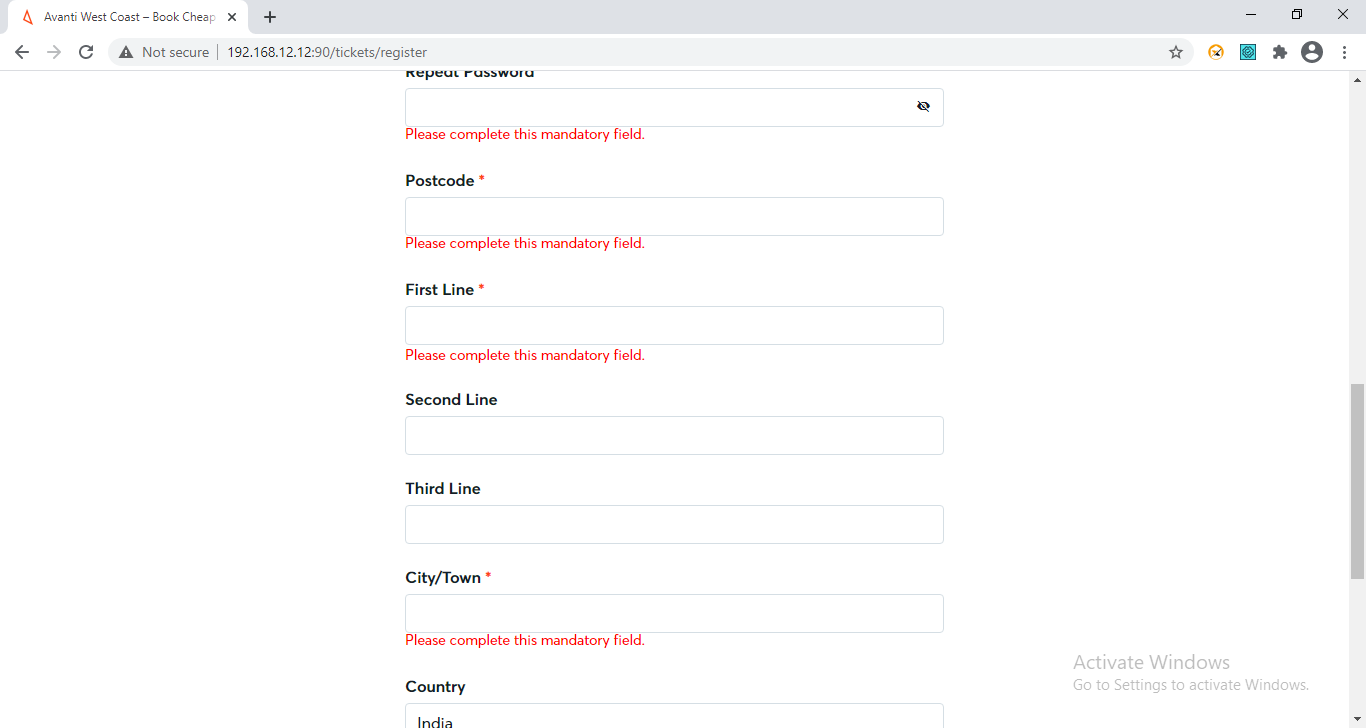 Avanti West Coast – Book Cheap
Not secure
192.168.12.12:90/tickets/register
Repeat Password
Please complete this mandatory field.
Postcode *
Please complete this mandatory field.
First Line *
Please complete this mandatory field.
Second Line
Third Line
City/Town *
Please complete this mandatory field.
Country
India
Activate Windows
Go to Settings to activate Windows.